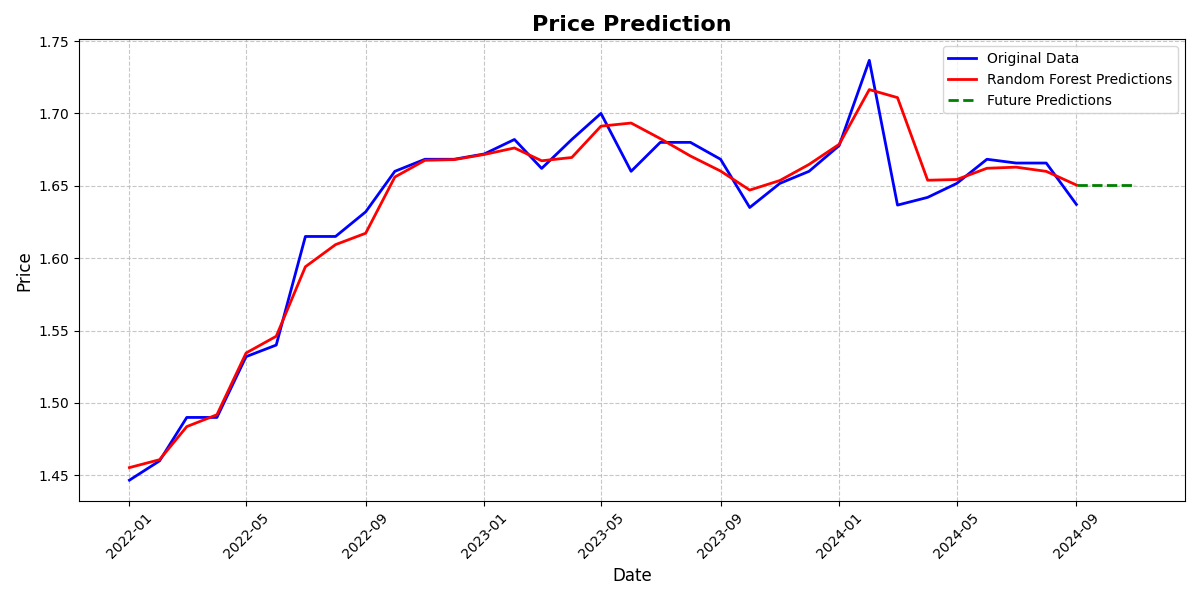 Price Prediction
Original Data
Random Forest Predictions
Future Predictions
Price
1.75
1.70
1.65
1.60
1.55
1.50
1.45
2022-01
2022-05
2022-09
2023-01
2023-05
2023-09
2024-01
2024-05
2024-09
Date